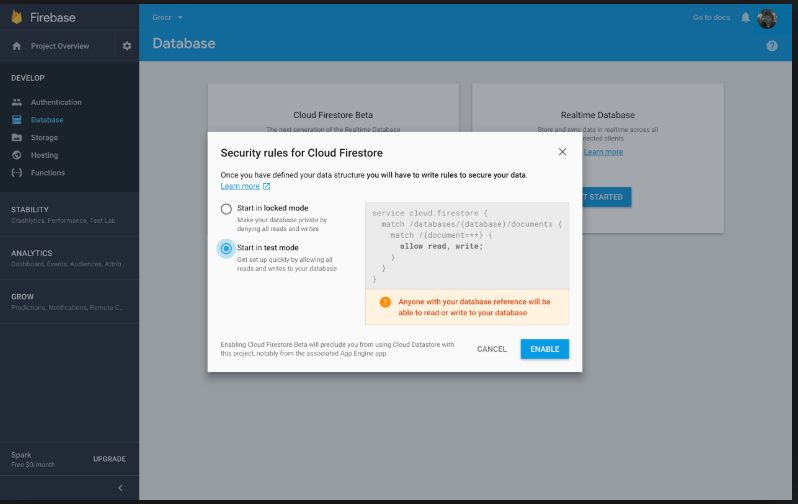 Firebase
Grocr
Go to docs
Project Overview
Database
DEVELOP
Authentication
Database
Storage
Hosting
Functions
STABILITY
Crashlytics, Performance, Test Lab
ANALYTICS
Dashboard, Events, Audiences, Attrib...
GROW
Predictions, Notifications, Remote C...
Spark
Free $0/month
UPGRADE
Cloud Firestore Beta
The next generation of the Realtime Database
Realtime Database
Store and sync data in realtime across all
connected clients
Learn more
T STARTED
Security rules for Cloud Firestore
Once you have defined your data structure you will have to write rules to secure your data.
Learn more
Start in locked mode
Make your database private by
denying all reads and writes
Start in test mode
Get set up quickly by allowing all
reads and writes to your database
service cloud.firestore {
match /databases/{database}/documents {
match /{document=**} {
allow read, write;
}
}
}
Anyone with your database reference will be
able to read or write to your database
Enabling Cloud Firestore Beta will preclude you from using Cloud Datastore with
this project, notably from the associated App Engine app.
CANCEL
ENABLE